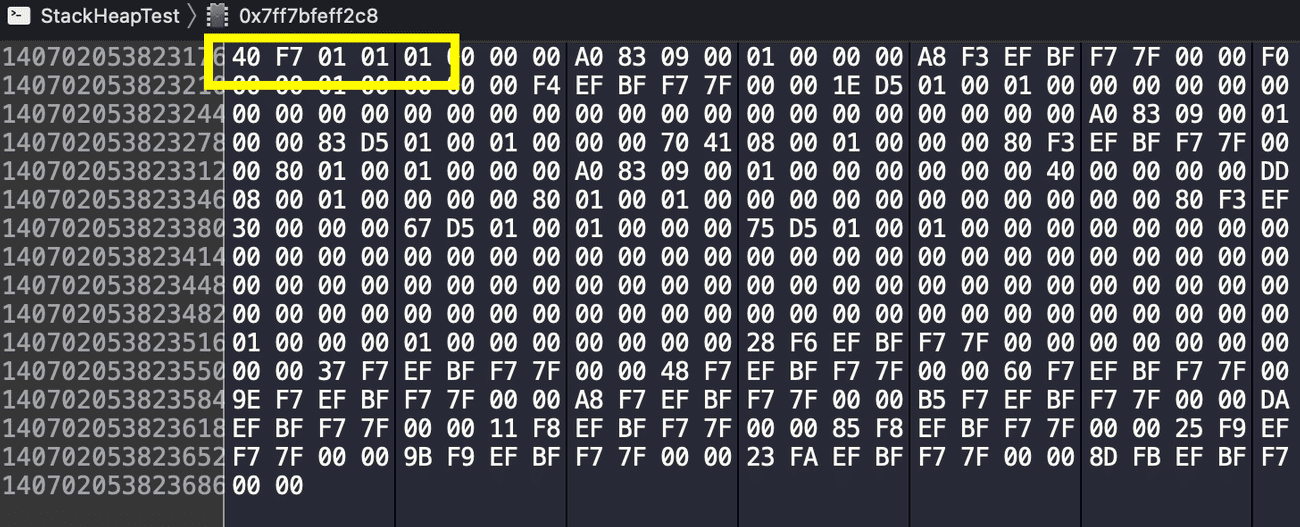 StackHeapTest 0x7ff7bfeff2c8
140702053823176 40 F7 01 01 01 00 00 00 A0 83 09 00 01 00 00 00 A8 F3 EF BF F7 7F 00 00 F0
140702053823210 00 00 01 00 00 00 00 F4 EF BF F7 7F 00 00 1E D5 01 00 01 00 00 00 00 00 00
140702053823244 00 00 00 00 00 00 00 00 00 00 00 00 00 00 00 00 00 00 00 00 A0 83 09 00 01
140702053823278 00 00 83 D5 01 00 01 00 00 00 70 41 08 00 01 00 00 00 80 F3 EF BF F7 7F 00
140702053823312 00 80 01 00 01 00 00 00 A0 83 09 00 01 00 00 00 00 00 00 40 00 00 00 00 DD
140702053823346 08 00 01 00 00 00 00 80 01 00 01 00 00 00 00 00 00 00 00 00 00 00 80 F3 EF
140702053823380 30 00 00 00 67 D5 01 00 01 00 00 00 75 D5 01 00 01 00 00 00 00 00 00 00 00
140702053823414 00 00 00 00 00 00 00 00 00 00 00 00 00 00 00 00 00 00 00 00 00 00 00 00 00
140702053823448 00 00 00 00 00 00 00 00 00 00 00 00 00 00 00 00 00 00 00 00 00 00 00 00 00
140702053823482 00 00 00 00 00 00 00 00 00 00 00 00 00 00 00 00 00 00 00 00 00 00 00 00 00
140702053823516 01 00 00 00 01 00 00 00 00 00 00 00 28 F6 EF BF F7 7F 00 00 00 00 00 00 00
140702053823550 00 00 37 F7 EF BF F7 7F 00 00 48 F7 EF BF F7 7F 00 00 60 F7 EF BF F7 7F 00
140702053823584 9E F7 EF BF F7 7F 00 00 A8 F7 EF BF F7 7F 00 00 B5 F7 EF BF F7 7F 00 00 DA
140702053823618 EF BF F7 7F 00 00 11 F8 EF BF F7 7F 00 00 85 F8 EF BF F7 7F 00 00 25 F9 EF
140702053823652 F7 7F 00 00 9B F9 EF BF F7 7F 00 00 23 FA EF BF F7 7F 00 00 8D FB EF BF F7
140702053823686 00 00